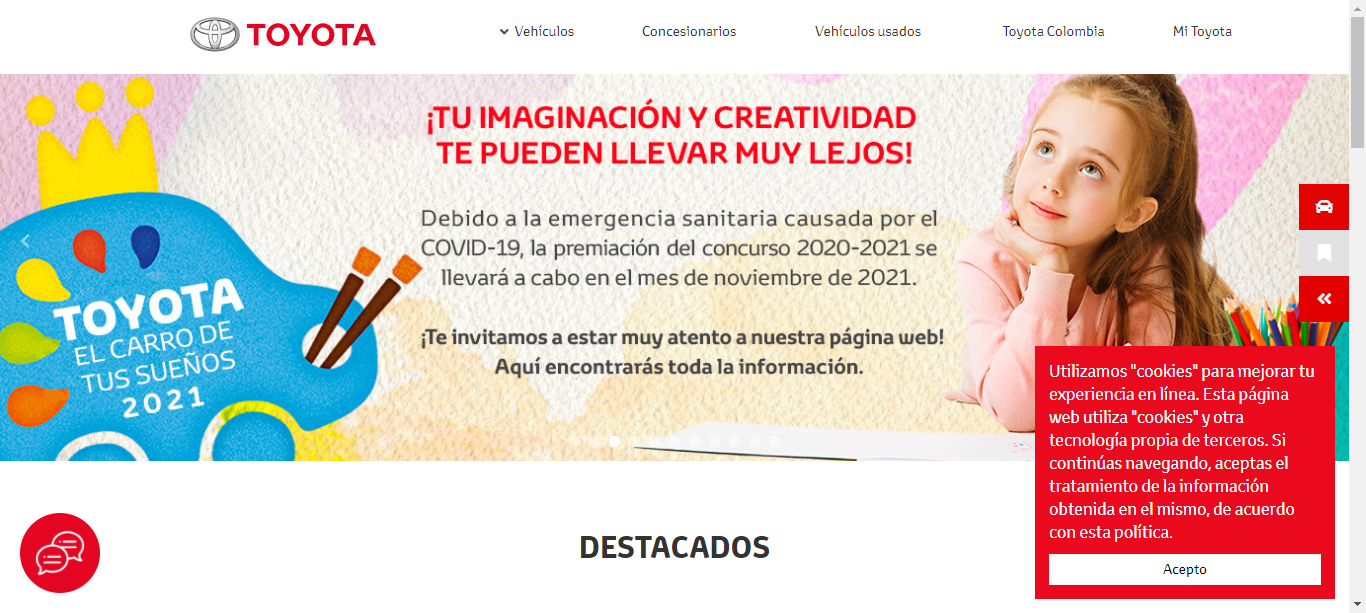 TOYOTA
Vehículos
Concesionarios
Vehículos usados
Toyota Colombia
Mi Toyota
¡TU IMAGINACIÓN Y CREATIVIDAD
TE PUEDEN LLEVAR MUY LEJOS!
Debido a la emergencia sanitaria causada por el
COVID-19, la premiación del concurso 2020-2021 se
llevará a cabo en el mes de noviembre de 2021.
¡Te invitamos a estar muy atento a nuestra página web!
Aquí encontrarás toda la información.
TOYOTA
EL CARRO DE
TUS SUEÑOS
2021
Utilizamos "cookies" para mejorar tu
experiencia en línea. Esta página
web utiliza "cookies" y otra
tecnología propia de terceros. Si
continúas navegando, aceptas el
tratamiento de la información
obtenida en el mismo, de acuerdo
con esta política.
Acepto
DESTACADOS